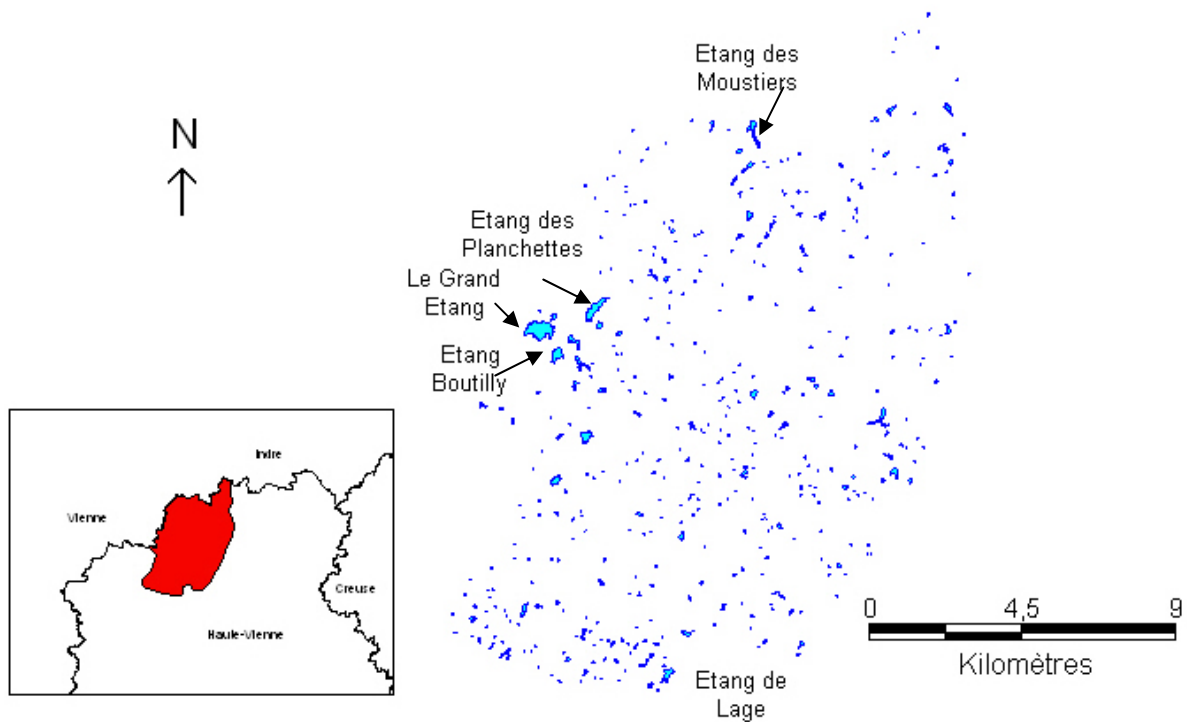 Etang des
Moustiers
N
Etang des
Planchettes
Le Grand
Etang
Etang
Boutilly
Indre
Vienne
Creuse
Haute-Vienne
0 4,5 9
Kilomètres
Etang de
Lage